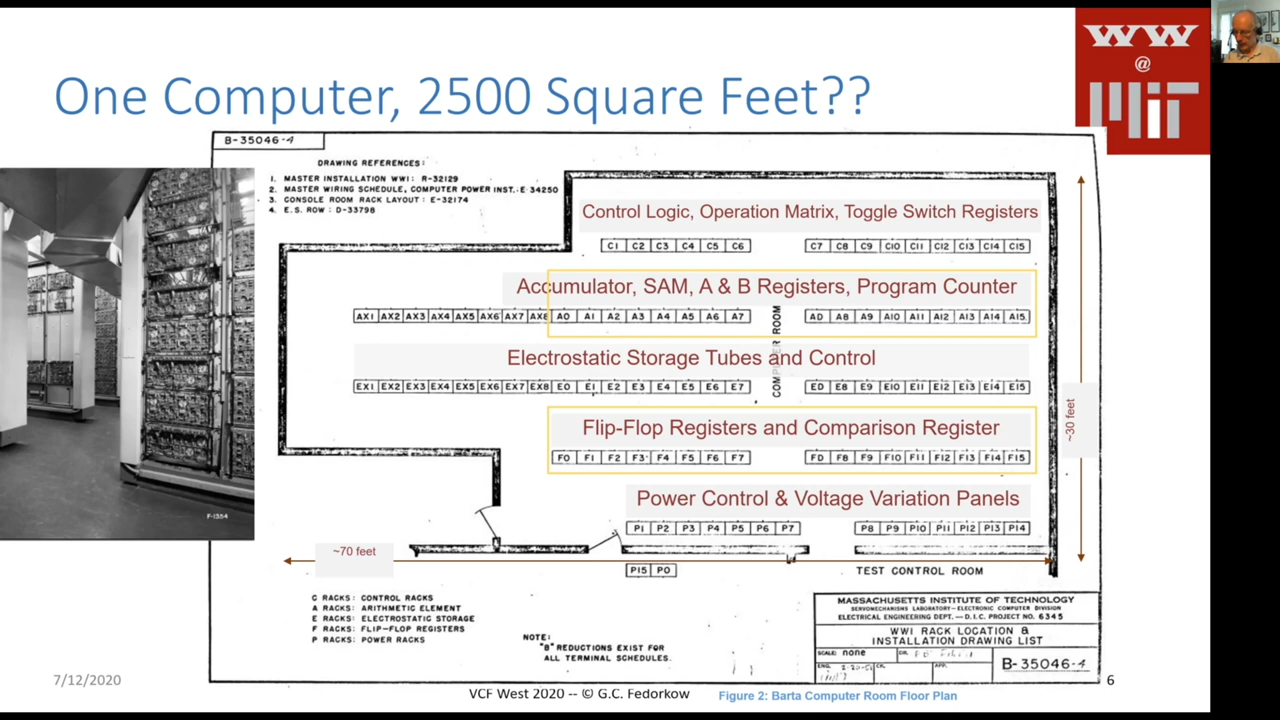 One Computer, 2500 Square Feet??
WW
@
MIT
B-35046-4
DRAWING REFERENCES:
1. MASTER INSTALLATION WWI: R-32129
2. MASTER WIRING SCHEDULE, COMPUTER POWER INST.: E 34250
3. CONSOLE ROOM RACK LAYOUT: E-32174
4. E.S. ROW: D-33798
Control Logic, Operation Matrix, Toggle Switch Registers
C1 C2 C3 C4 C5 C6 C7 C8 C9 C10 C11 C12 C13 C14 C15
Accumulator, SAM, A & B Registers, Program Counter
AX1 AX2 AX3 AX4 AX5 AX6 AX7 AX8 A0 A1 A2 A3 A4 A5 A6 A7 AD A8 A9 A10 A11 A12 A13 A14 A15
COMPUTER ROOM
Electrostatic Storage Tubes and Control
EX1 EX2 EX3 EX4 EX5 EX6 EX7 EX8 E0 E1 E2 E3 E4 E5 E6 E7 ED E8 E9 E10 E11 E12 E13 E14 E15
~30 feet
Flip-Flop Registers and Comparison Register
F0 F1 F2 F3 F4 F5 F6 F7 FD F8 F9 F10 F11 F12 F13 F14 F15
Power Control & Voltage Variation Panels
P1 P2 P3 P4 P5 P6 P7 P8 P9 P10 P11 P12 P13 P14
F-1354
~70 feet
P15 P0
TEST CONTROL ROOM
C RACKS: CONTROL RACKS
A RACKS: ARITHMETIC ELEMENT
E RACKS: ELECTROSTATIC STORAGE
F RACKS: FLIP-FLOP REGISTERS
P RACKS: POWER RACKS
NOTE:
"B" REDUCTIONS EXIST FOR
ALL TERMINAL SCHEDULES.
MASSACHUSETTS INSTITUTE OF TECHNOLOGY
SERVOMECHANISMS LABORATORY-ELECTRONIC COMPUTER DIVISION
ELECTRICAL ENGINEERING DEPT.-D.I.C. PROJECT NO. 6345
WWI RACK LOCATION &
INSTALLATION DRAWING LIST
SCALE: none
DR.
ENG.
CK.
APP.
B-35046-4
7/12/2020
VCF West 2020 -- © G.C. Fedorkow
Figure 2: Barta Computer Room Floor Plan
6